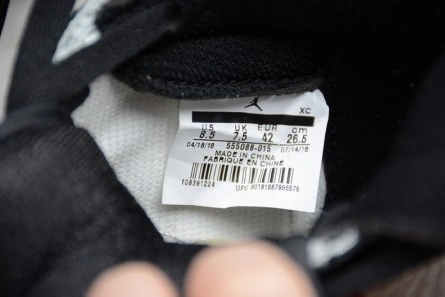 XC
US UK EUR cm
8.5 7.5 42 26.5
04/18/18 555088-015 07/14/18
MADE IN CHINA
FABRIQUE EN CHINE
108391224 UPC 00191887995576